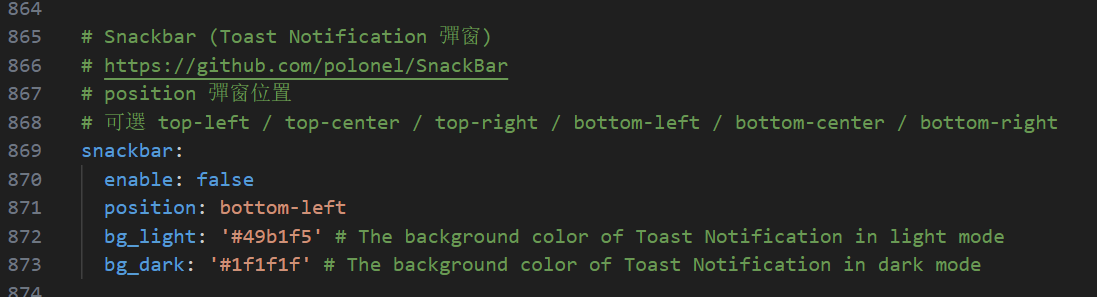 864
865 # Snackbar (Toast Notification 彈窗)
866 # https://github.com/polonel/SnackBar
867 # position 彈窗位置
868 # 可選 top-left / top-center / top-right / bottom-left / bottom-center / bottom-right
869 snackbar:
870   enable: false
871   position: bottom-left
872   bg_light: '#49b1f5' # The background color of Toast Notification in light mode
873   bg_dark: '#1f1f1f' # The background color of Toast Notification in dark mode
874